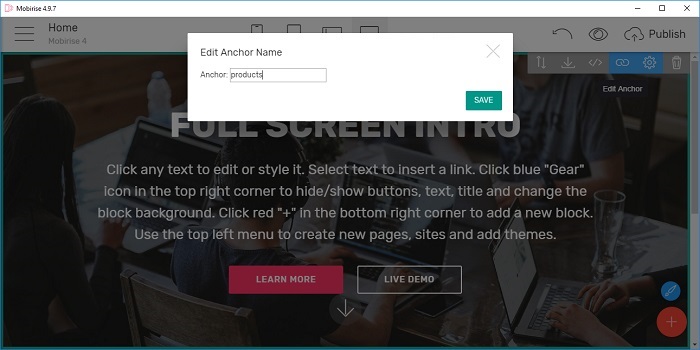 Mobirise 4.9.7
Home
Mobirise 4
Publish
Edit Anchor Name
Anchor: products
SAVE
Edit Anchor
FULL SCREEN INTRO
Click any text to edit or style it. Select text to insert a link. Click blue "Gear"
icon in the top right corner to hide/show buttons, text, title and change the
block background. Click red "+" in the bottom right corner to add a new block.
Use the top left menu to create new pages, sites and add themes.
LEARN MORE
LIVE DEMO